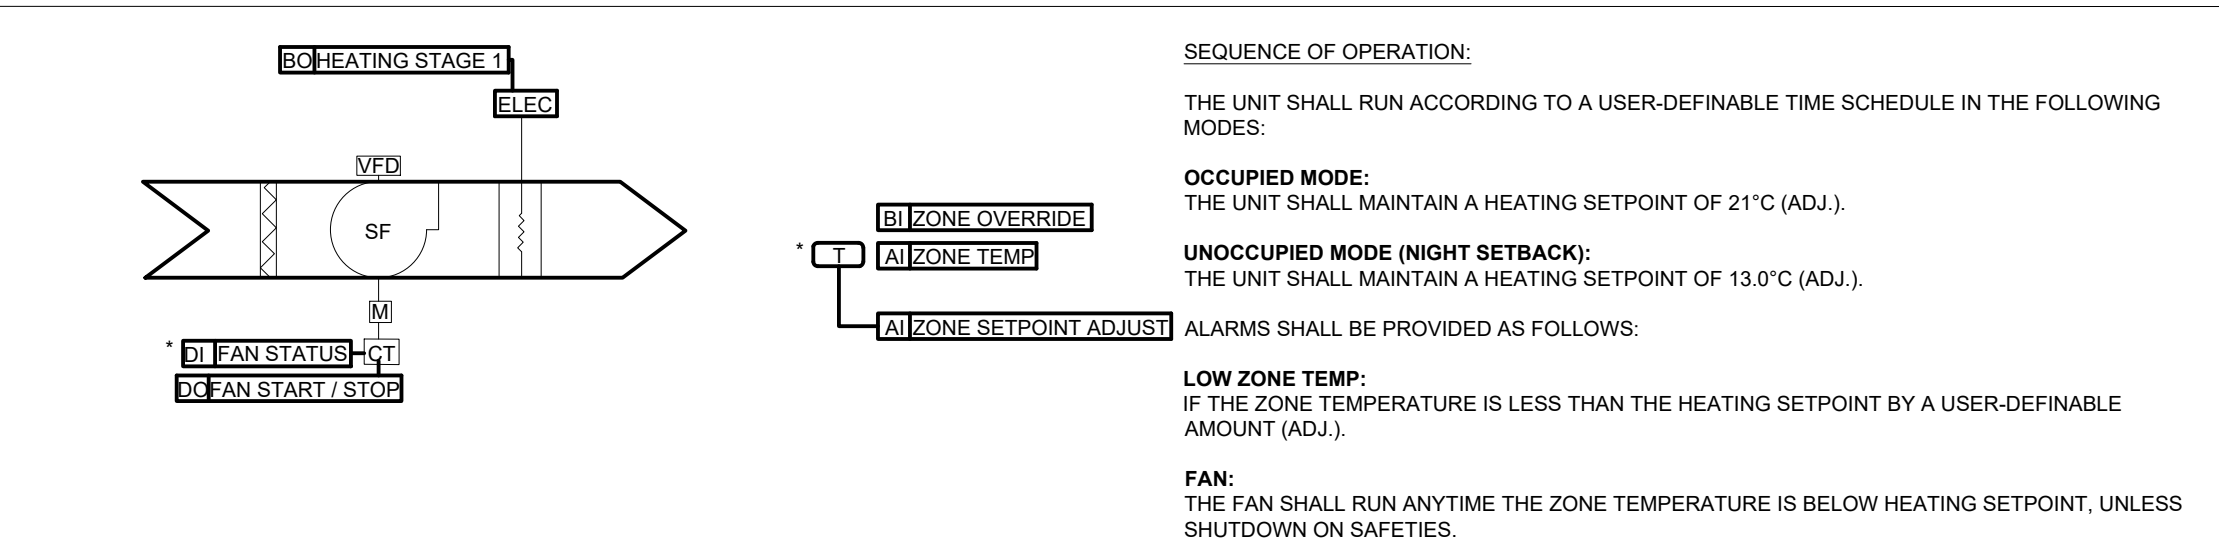 BO HEATING STAGE 1
ELEC
VFD
SF
M
* DI FAN STATUS CT
DO FAN START / STOP
BI ZONE OVERRIDE
* T AI ZONE TEMP
AI ZONE SETPOINT ADJUST
SEQUENCE OF OPERATION:
THE UNIT SHALL RUN ACCORDING TO A USER-DEFINABLE TIME SCHEDULE IN THE FOLLOWING
MODES:
OCCUPIED MODE:
THE UNIT SHALL MAINTAIN A HEATING SETPOINT OF 21°C (ADJ.).
UNOCCUPIED MODE (NIGHT SETBACK):
THE UNIT SHALL MAINTAIN A HEATING SETPOINT OF 13.0°C (ADJ.).
ALARMS SHALL BE PROVIDED AS FOLLOWS:
LOW ZONE TEMP:
IF THE ZONE TEMPERATURE IS LESS THAN THE HEATING SETPOINT BY A USER-DEFINABLE
AMOUNT (ADJ.).
FAN:
THE FAN SHALL RUN ANYTIME THE ZONE TEMPERATURE IS BELOW HEATING SETPOINT, UNLESS
SHUTDOWN ON SAFETIES.